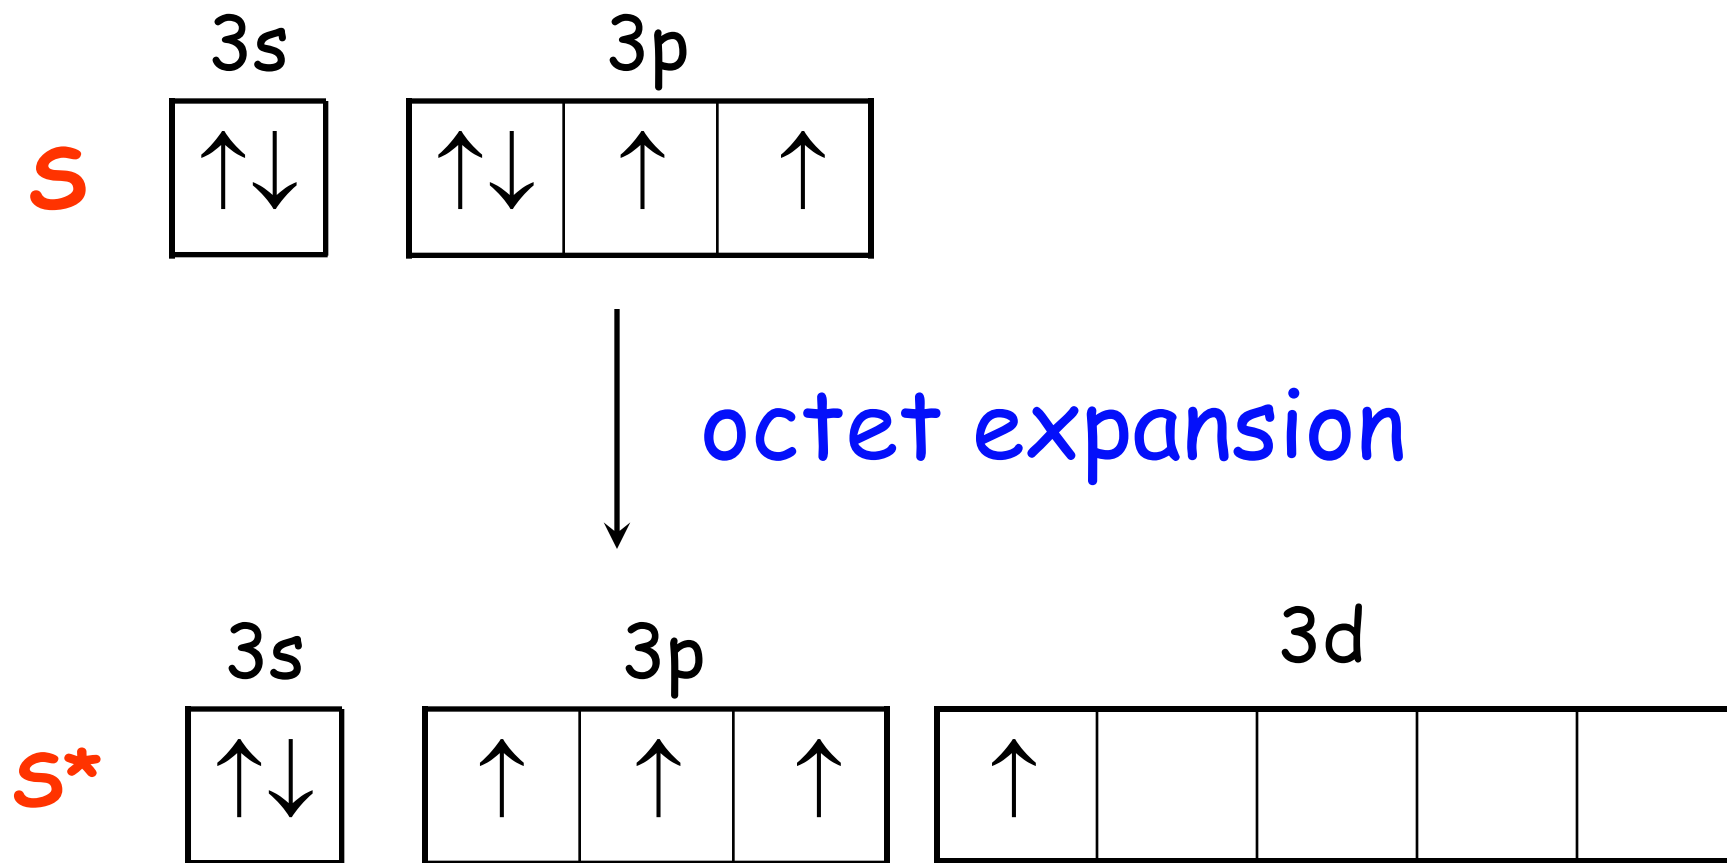 3s 3p
S ↑↓ ↑↓ ↑ ↑
octet expansion
3s 3p 3d
S* ↑↓ ↑ ↑ ↑ ↑